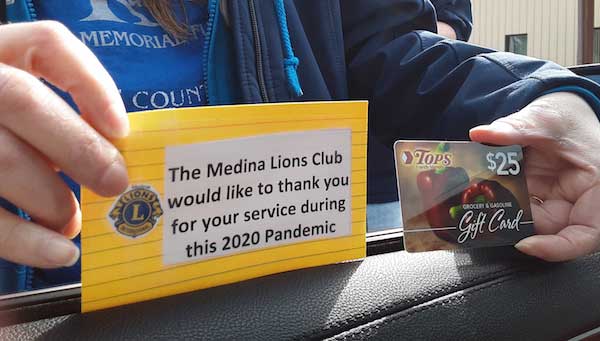 MEMORIAL
COUNT
The Medina Lions Club
would like to thank you
for your service during
this 2020 Pandemic
LIONS
L
TOPS
$25
GROCERY & GASOLINE
Gift Card